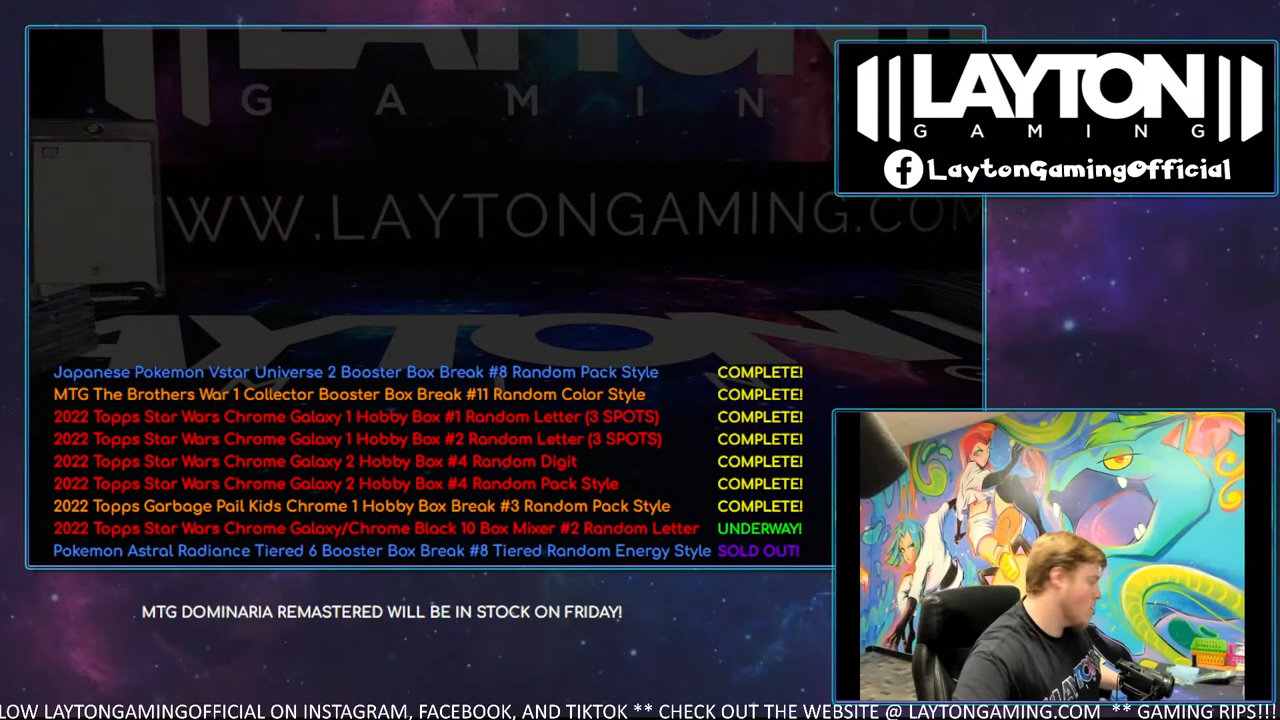 LAYTON
GAMING
LaytonGamingOfficial
G A M I N
WWW.LAYTONGAMING.COM
LAYTON
Japanese Pokemon Vstar Universe 2 Booster Box Break #8 Random Pack Style COMPLETE!
MTG The Brothers War 1 Collector Booster Box Break #11 Random Color Style COMPLETE!
2022 Topps Star Wars Chrome Galaxy 1 Hobby Box #1 Random Letter (3 SPOTS) COMPLETE!
2022 Topps Star Wars Chrome Galaxy 1 Hobby Box #2 Random Letter (3 SPOTS) COMPLETE!
2022 Topps Star Wars Chrome Galaxy 2 Hobby Box #4 Random Digit COMPLETE!
2022 Topps Star Wars Chrome Galaxy 2 Hobby Box #4 Random Pack Style COMPLETE!
2022 Topps Garbage Pail Kids Chrome 1 Hobby Box Break #3 Random Pack Style COMPLETE!
2022 Topps Star Wars Chrome Galaxy/Chrome Black 10 Box Mixer #2 Random Letter UNDERWAY!
Pokemon Astral Radiance Tiered 6 Booster Box Break #8 Tiered Random Energy Style SOLD OUT!
MTG DOMINARIA REMASTERED WILL BE IN STOCK ON FRIDAY!
LAYTON
LOW LAYTONGAMINGOFFICIAL ON INSTAGRAM, FACEBOOK, AND TIKTOK ** CHECK OUT THE WEBSITE @ LAYTONGAMING.COM ** GAMING RIPS!!!